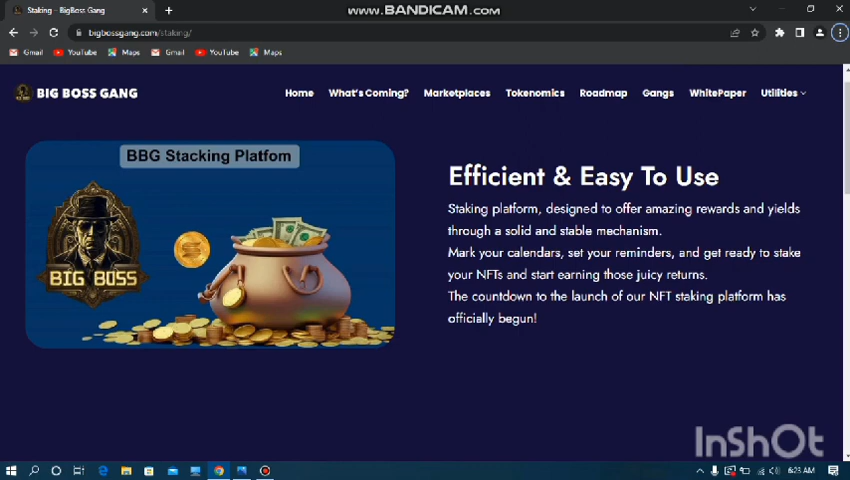 www.BANDICAM.com
Staking - BigBoss Gang
bigbossgang.com/staking/
Gmail YouTube Maps Gmail YouTube Maps
BIG BOSS GANG
Home What's Coming? Marketplaces Tokenomics Roadmap Gangs WhitePaper Utilities
BBG Stacking Platfom
BIG BOSS
Efficient & Easy To Use
Staking platform, designed to offer amazing rewards and yields
through a solid and stable mechanism.
Mark your calendars, set your reminders, and get ready to stake
your NFTs and start earning those juicy returns.
The countdown to the launch of our NFT staking platform has
officially begun!
InShOt
6:23 AM